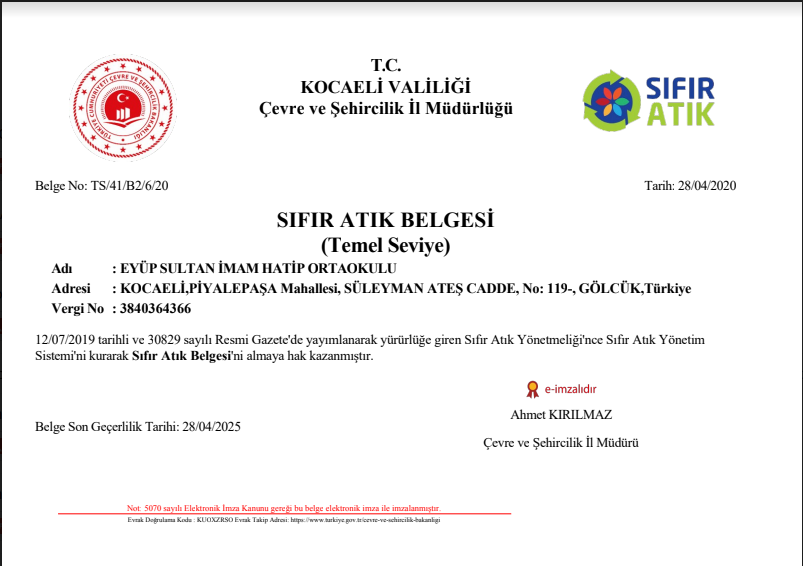 T.C.
KOCAELİ VALİLİĞİ
Çevre ve Şehircilik İl Müdürlüğü
TÜRKİYE CUMHURİYETİ ÇEVRE VE ŞEHİRCİLİK BAKANLIĞI
SIFIR
ATIK
Belge No: TS/41/B2/6/20
Tarih: 28/04/2020
SIFIR ATIK BELGESİ
(Temel Seviye)
Adı : EYÜP SULTAN İMAM HATİP ORTAOKULU
Adresi : KOCAELİ,PİYALEPAŞA Mahallesi, SÜLEYMAN ATEŞ CADDE, No: 119-, GÖLCÜK,Türkiye
Vergi No : 3840364366
12/07/2019 tarihli ve 30829 sayılı Resmi Gazete'de yayımlanarak yürürlüğe giren Sıfır Atık Yönetmeliği'nce Sıfır Atık Yönetim
Sistemi'ni kurarak Sıfır Atık Belgesi'ni almaya hak kazanmıştır.
e-imzalıdır
Ahmet KIRILMAZ
Belge Son Geçerlilik Tarihi: 28/04/2025
Çevre ve Şehircilik İl Müdürü
Not: 5070 sayılı Elektronik İmza Kanunu gereği bu belge elektronik imza ile imzalanmıştır.
Evrak Doğrulama Kodu : KUOXZRSO Evrak Takip Adresi: https://www.turkiye.gov.tr/cevre-ve-sehircilik-bakanligi